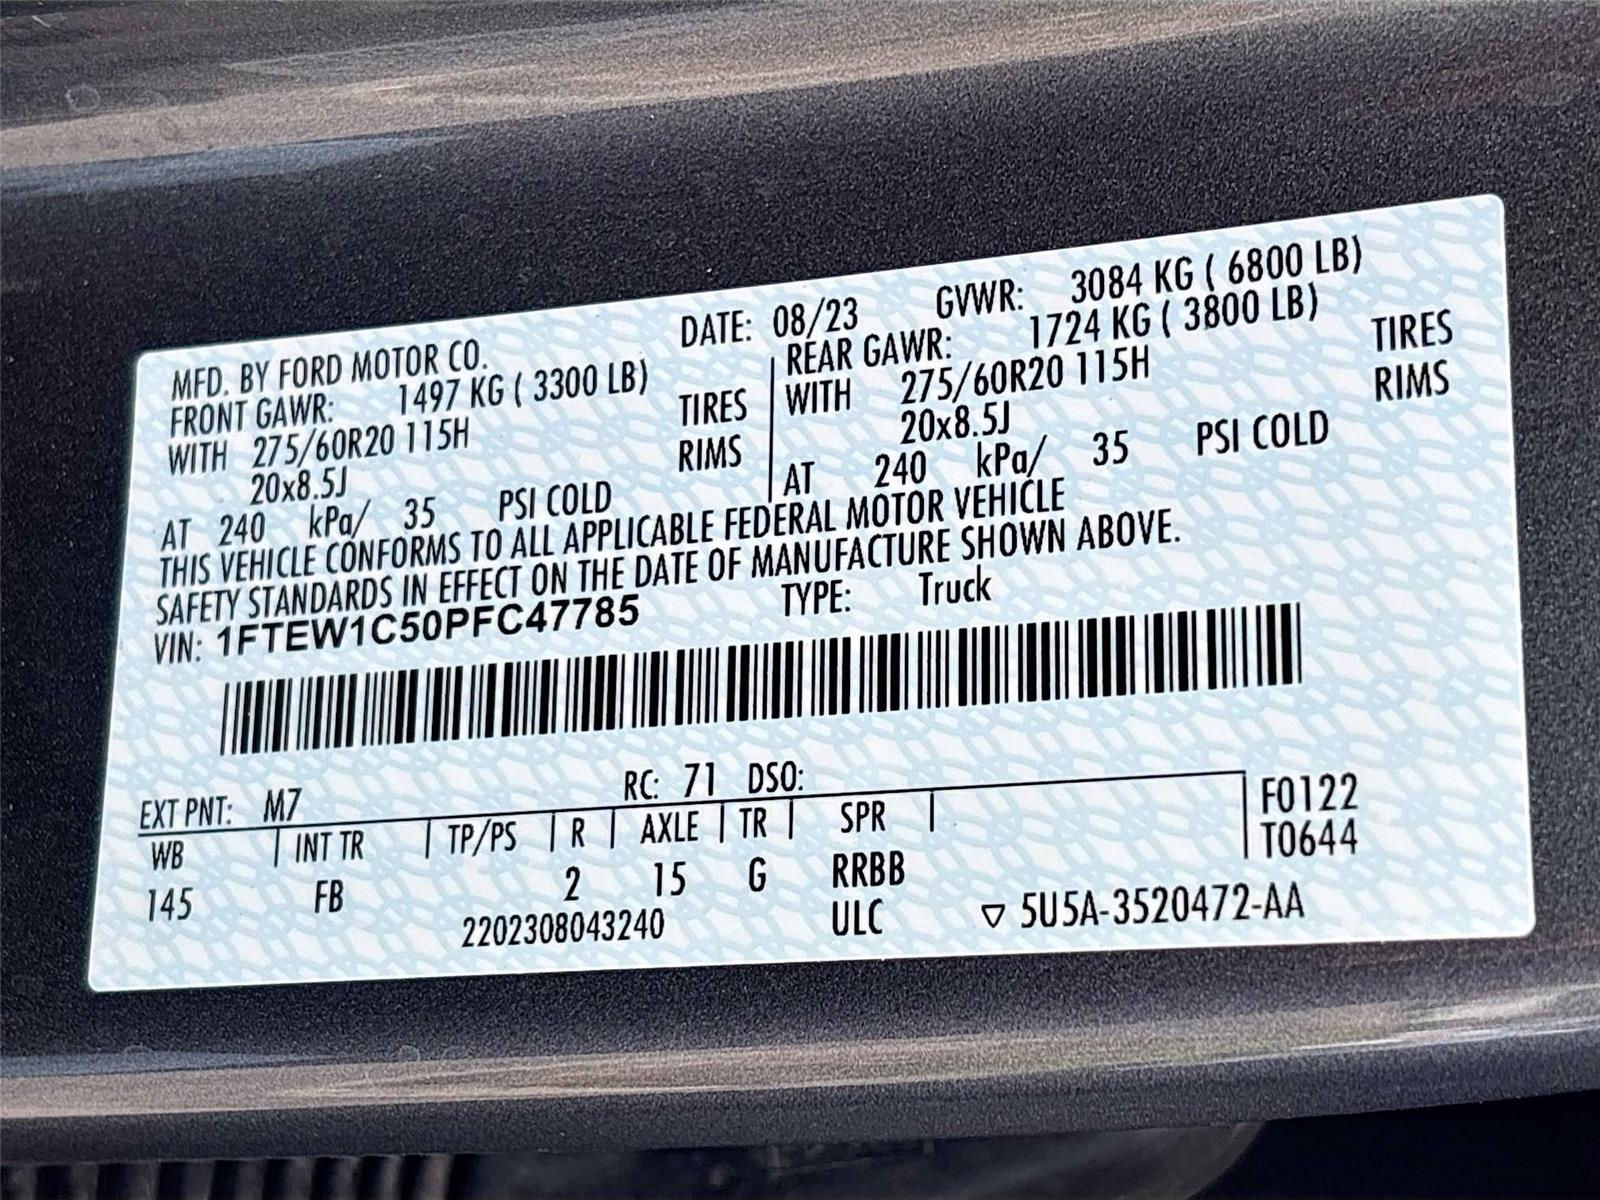 MFD. BY FORD MOTOR CO. DATE: 08/23 GVWR: 3084 KG ( 6800 LB)
FRONT GAWR: 1497 KG ( 3300 LB)
WITH 275/60R20 115H TIRES
20x8.5J RIMS
AT 240 kPa/ 35 PSI COLD
REAR GAWR: 1724 KG ( 3800 LB)
WITH 275/60R20 115H TIRES
20x8.5J RIMS
AT 240 kPa/ 35 PSI COLD
THIS VEHICLE CONFORMS TO ALL APPLICABLE FEDERAL MOTOR VEHICLE
SAFETY STANDARDS IN EFFECT ON THE DATE OF MANUFACTURE SHOWN ABOVE.
VIN: 1FTEW1C50PFC47785 TYPE: Truck
EXT PNT: M7 RC: 71 DSO:
WB INT TR TP/PS R AXLE TR SPR F0122
T0644
145 FB 2 15 G RRBB
2202308043240 ULC ▽ 5U5A-3520472-AA